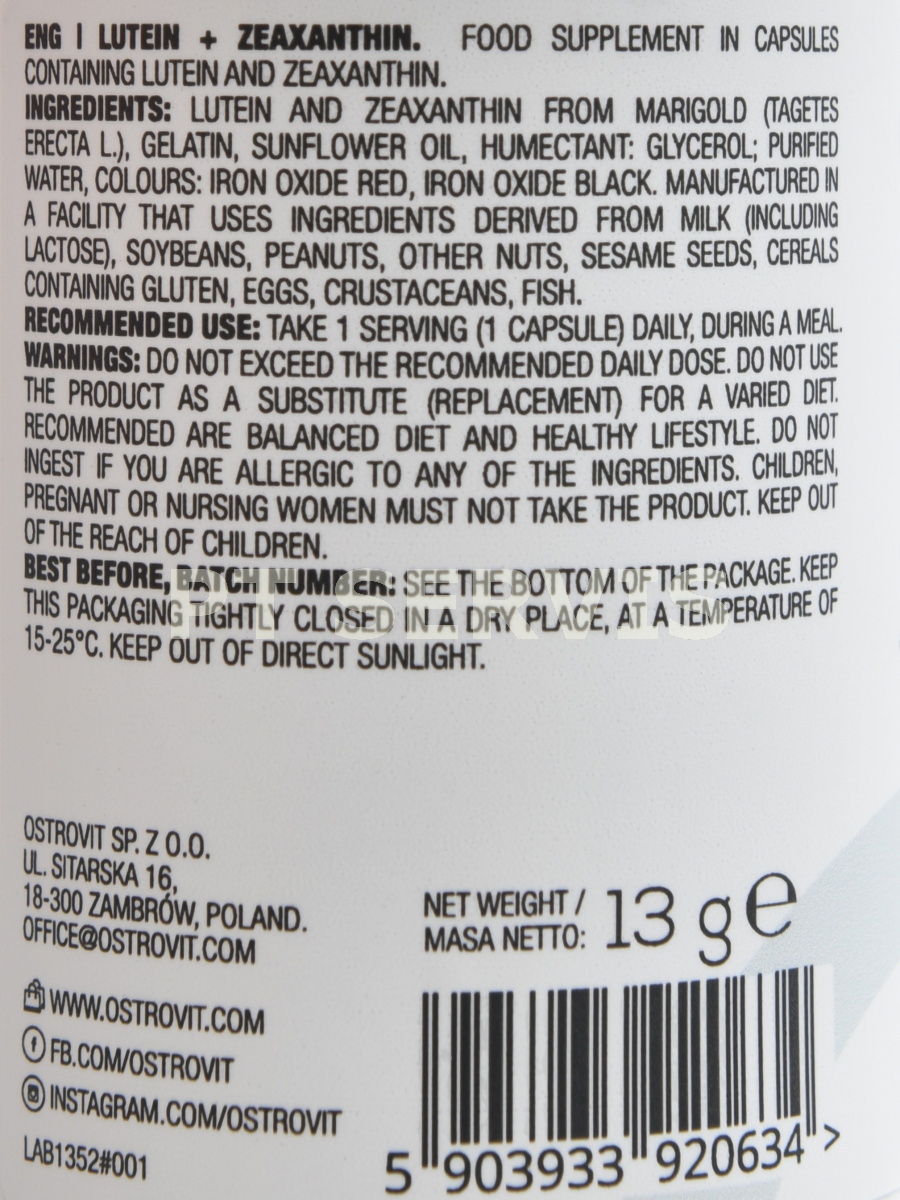 ENG | LUTEIN + ZEAXANTHIN. FOOD SUPPLEMENT IN CAPSULES
CONTAINING LUTEIN AND ZEAXANTHIN.
INGREDIENTS: LUTEIN AND ZEAXANTHIN FROM MARIGOLD (TAGETES
ERECTA L.), GELATIN, SUNFLOWER OIL, HUMECTANT: GLYCEROL; PURIFIED
WATER, COLOURS: IRON OXIDE RED, IRON OXIDE BLACK. MANUFACTURED IN
A FACILITY THAT USES INGREDIENTS DERIVED FROM MILK (INCLUDING
LACTOSE), SOYBEANS, PEANUTS, OTHER NUTS, SESAME SEEDS, CEREALS
CONTAINING GLUTEN, EGGS, CRUSTACEANS, FISH.
RECOMMENDED USE: TAKE 1 SERVING (1 CAPSULE) DAILY, DURING A MEAL.
WARNINGS: DO NOT EXCEED THE RECOMMENDED DAILY DOSE. DO NOT USE
THE PRODUCT AS A SUBSTITUTE (REPLACEMENT) FOR A VARIED DIET.
RECOMMENDED ARE BALANCED DIET AND HEALTHY LIFESTYLE. DO NOT
INGEST IF YOU ARE ALLERGIC TO ANY OF THE INGREDIENTS. CHILDREN,
PREGNANT OR NURSING WOMEN MUST NOT TAKE THE PRODUCT. KEEP OUT
OF THE REACH OF CHILDREN.
BEST BEFORE, BATCH NUMBER: SEE THE BOTTOM OF THE PACKAGE. KEEP
THIS PACKAGING TIGHTLY CLOSED IN A DRY PLACE, AT A TEMPERATURE OF
15-25°C. KEEP OUT OF DIRECT SUNLIGHT.
OSTROVIT SP. Z O.O.
UL. SITARSKA 16,
18-300 ZAMBRÓW, POLAND.
OFFICE@OSTROVIT.COM
WWW.OSTROVIT.COM
FB.COM/OSTROVIT
INSTAGRAM.COM/OSTROVIT
LAB1352#001
NET WEIGHT /
MASA NETTO: 13 g e
5 903933 920634 >